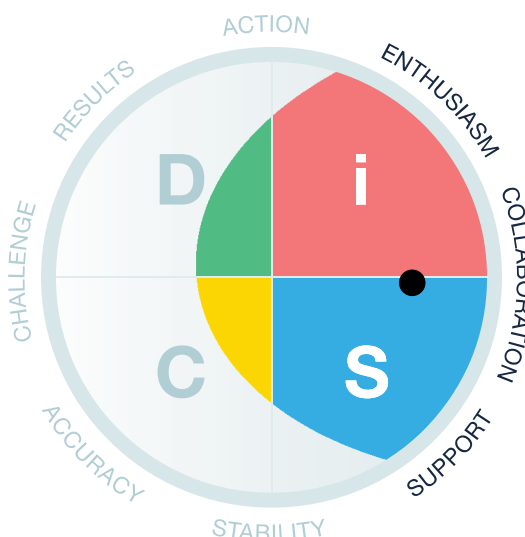 ACTION
ENTHUSIASM
RESULTS
D
i
COLLABORATION
CHALLENGE
C
S
ACCURACY
SUPPORT
STABILITY